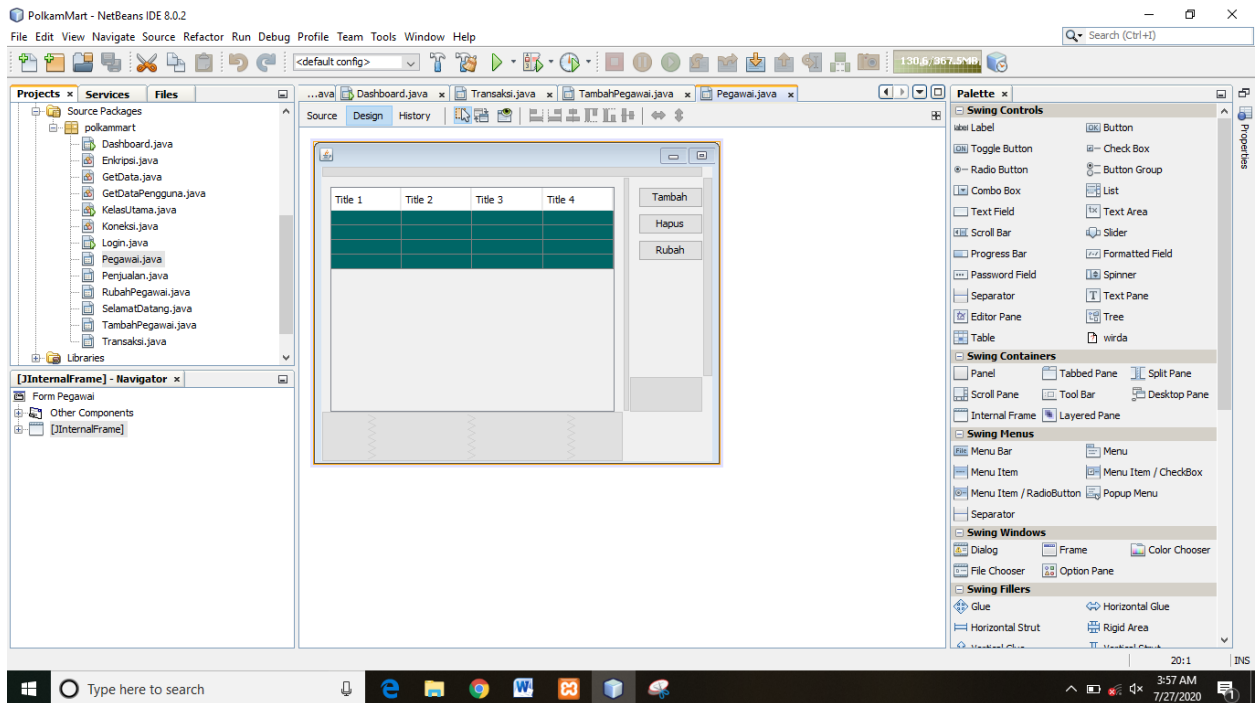 PolkamMart - NetBeans IDE 8.0.2
File Edit View Navigate Source Refactor Run Debug Profile Team Tools Window Help
Search (Ctrl+I)
<default config>
130,6/367,5MB
Projects Services Files
Source Packages
polkammart
Dashboard.java
Enkripsi.java
GetData.java
GetDataPengguna.java
KelasUtama.java
Koneksi.java
Login.java
Pegawai.java
Penjualan.java
RubahPegawai.java
SelamatDatang.java
TambahPegawai.java
Transaksi.java
Libraries
[JInternalFrame] - Navigator
Form Pegawai
Other Components
[JInternalFrame]
...ava Dashboard.java Transaksi.java TambahPegawai.java Pegawai.java
Source Design History
Title 1 Title 2 Title 3 Title 4
Tambah
Hapus
Rubah
Palette
Swing Controls
label Label OK Button
ON Toggle Button Check Box
Radio Button Button Group
Combo Box List
Text Field Text Area
Scroll Bar Slider
Progress Bar Formatted Field
Password Field Spinner
Separator Text Pane
Editor Pane Tree
Table wirda
Swing Containers
Panel Tabbed Pane Split Pane
Scroll Pane Tool Bar Desktop Pane
Internal Frame Layered Pane
Swing Menus
Menu Bar Menu
Menu Item Menu Item / CheckBox
Menu Item / RadioButton Popup Menu
Separator
Swing Windows
Dialog Frame Color Chooser
File Chooser Option Pane
Swing Fillers
Glue Horizontal Glue
Horizontal Strut Rigid Area
Properties
20:1 INS
Type here to search
3:57 AM
7/27/2020